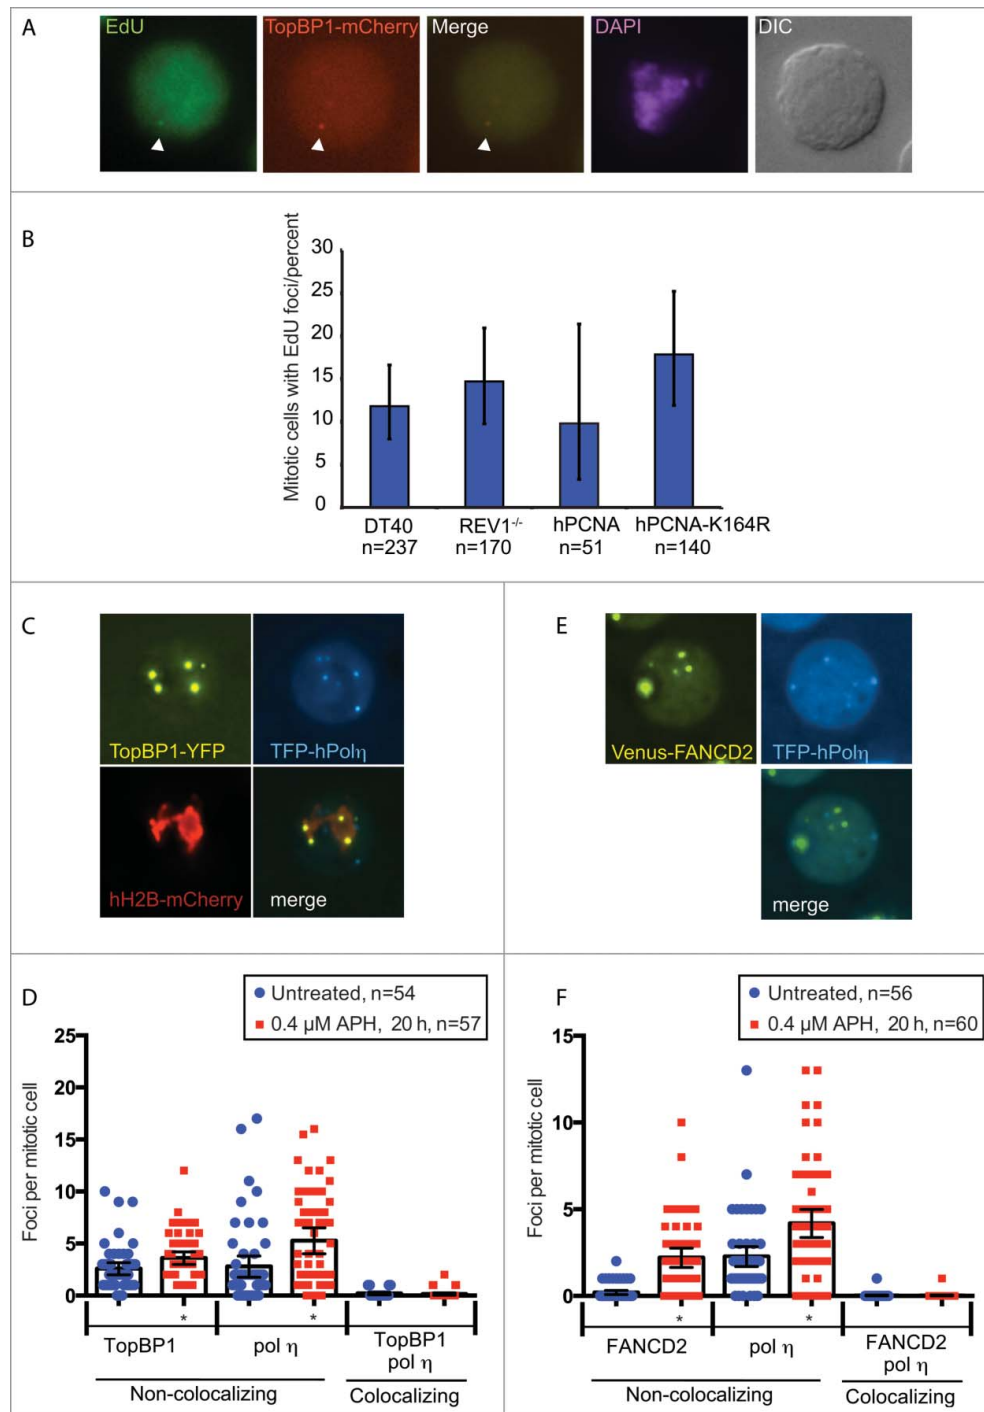 A
EdU
TopBP1-mCherry
Merge
DAPI
DIC
B
Mitotic cells with EdU foci/percent
30
25
20
15
10
5
0
DT40
n=237
REV1-/-
n=170
hPCNA
n=51
hPCNA-K164R
n=140
C
TopBP1-YFP
TFP-hPolη
hH2B-mCherry
merge
E
Venus-FANCD2
TFP-hPolη
merge
D
Untreated, n=54
0.4 µM APH, 20 h, n=57
Foci per mitotic cell
25
20
15
10
5
0
* *
TopBP1
pol η
TopBP1
pol η
Non-colocalizing
Colocalizing
F
Untreated, n=56
0.4 µM APH, 20 h, n=60
Foci per mitotic cell
15
10
5
0
* *
FANCD2
pol η
FANCD2
pol η
Non-colocalizing
Colocalizing